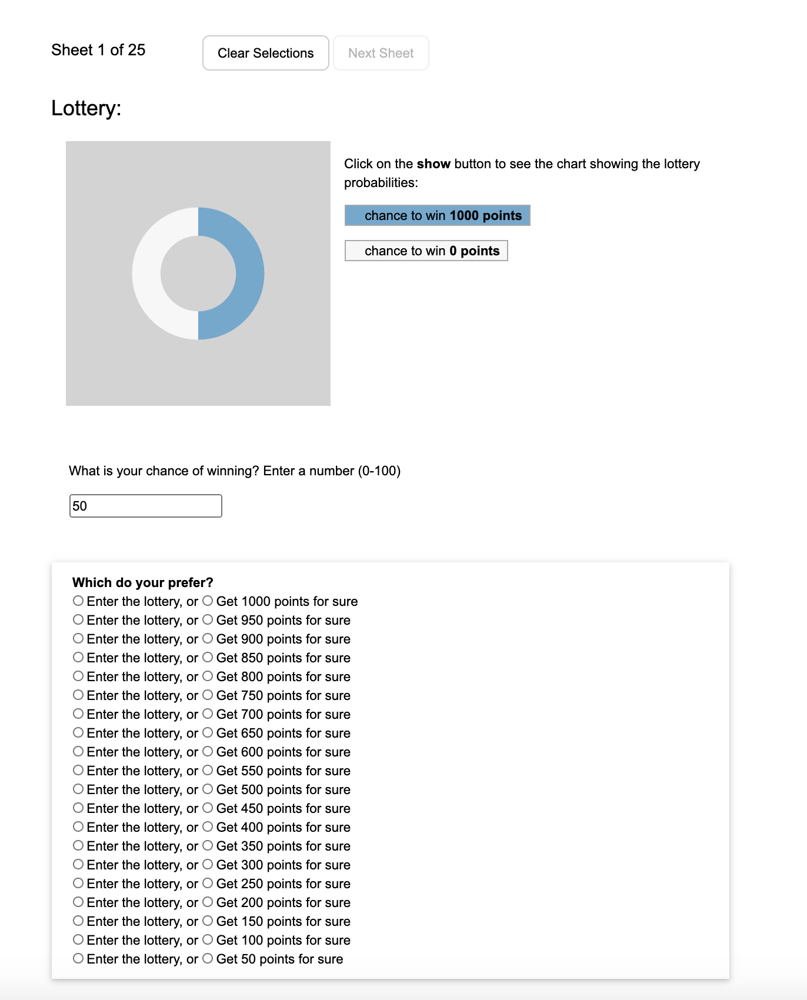 Sheet 1 of 25
Clear Selections
Next Sheet
Lottery:
Click on the show button to see the chart showing the lottery
probabilities:
chance to win 1000 points
chance to win 0 points
What is your chance of winning? Enter a number (0-100)
50
Which do your prefer?
Enter the lottery, or Get 1000 points for sure
Enter the lottery, or Get 950 points for sure
Enter the lottery, or Get 900 points for sure
Enter the lottery, or Get 850 points for sure
Enter the lottery, or Get 800 points for sure
Enter the lottery, or Get 750 points for sure
Enter the lottery, or Get 700 points for sure
Enter the lottery, or Get 650 points for sure
Enter the lottery, or Get 600 points for sure
Enter the lottery, or Get 550 points for sure
Enter the lottery, or Get 500 points for sure
Enter the lottery, or Get 450 points for sure
Enter the lottery, or Get 400 points for sure
Enter the lottery, or Get 350 points for sure
Enter the lottery, or Get 300 points for sure
Enter the lottery, or Get 250 points for sure
Enter the lottery, or Get 200 points for sure
Enter the lottery, or Get 150 points for sure
Enter the lottery, or Get 100 points for sure
Enter the lottery, or Get 50 points for sure